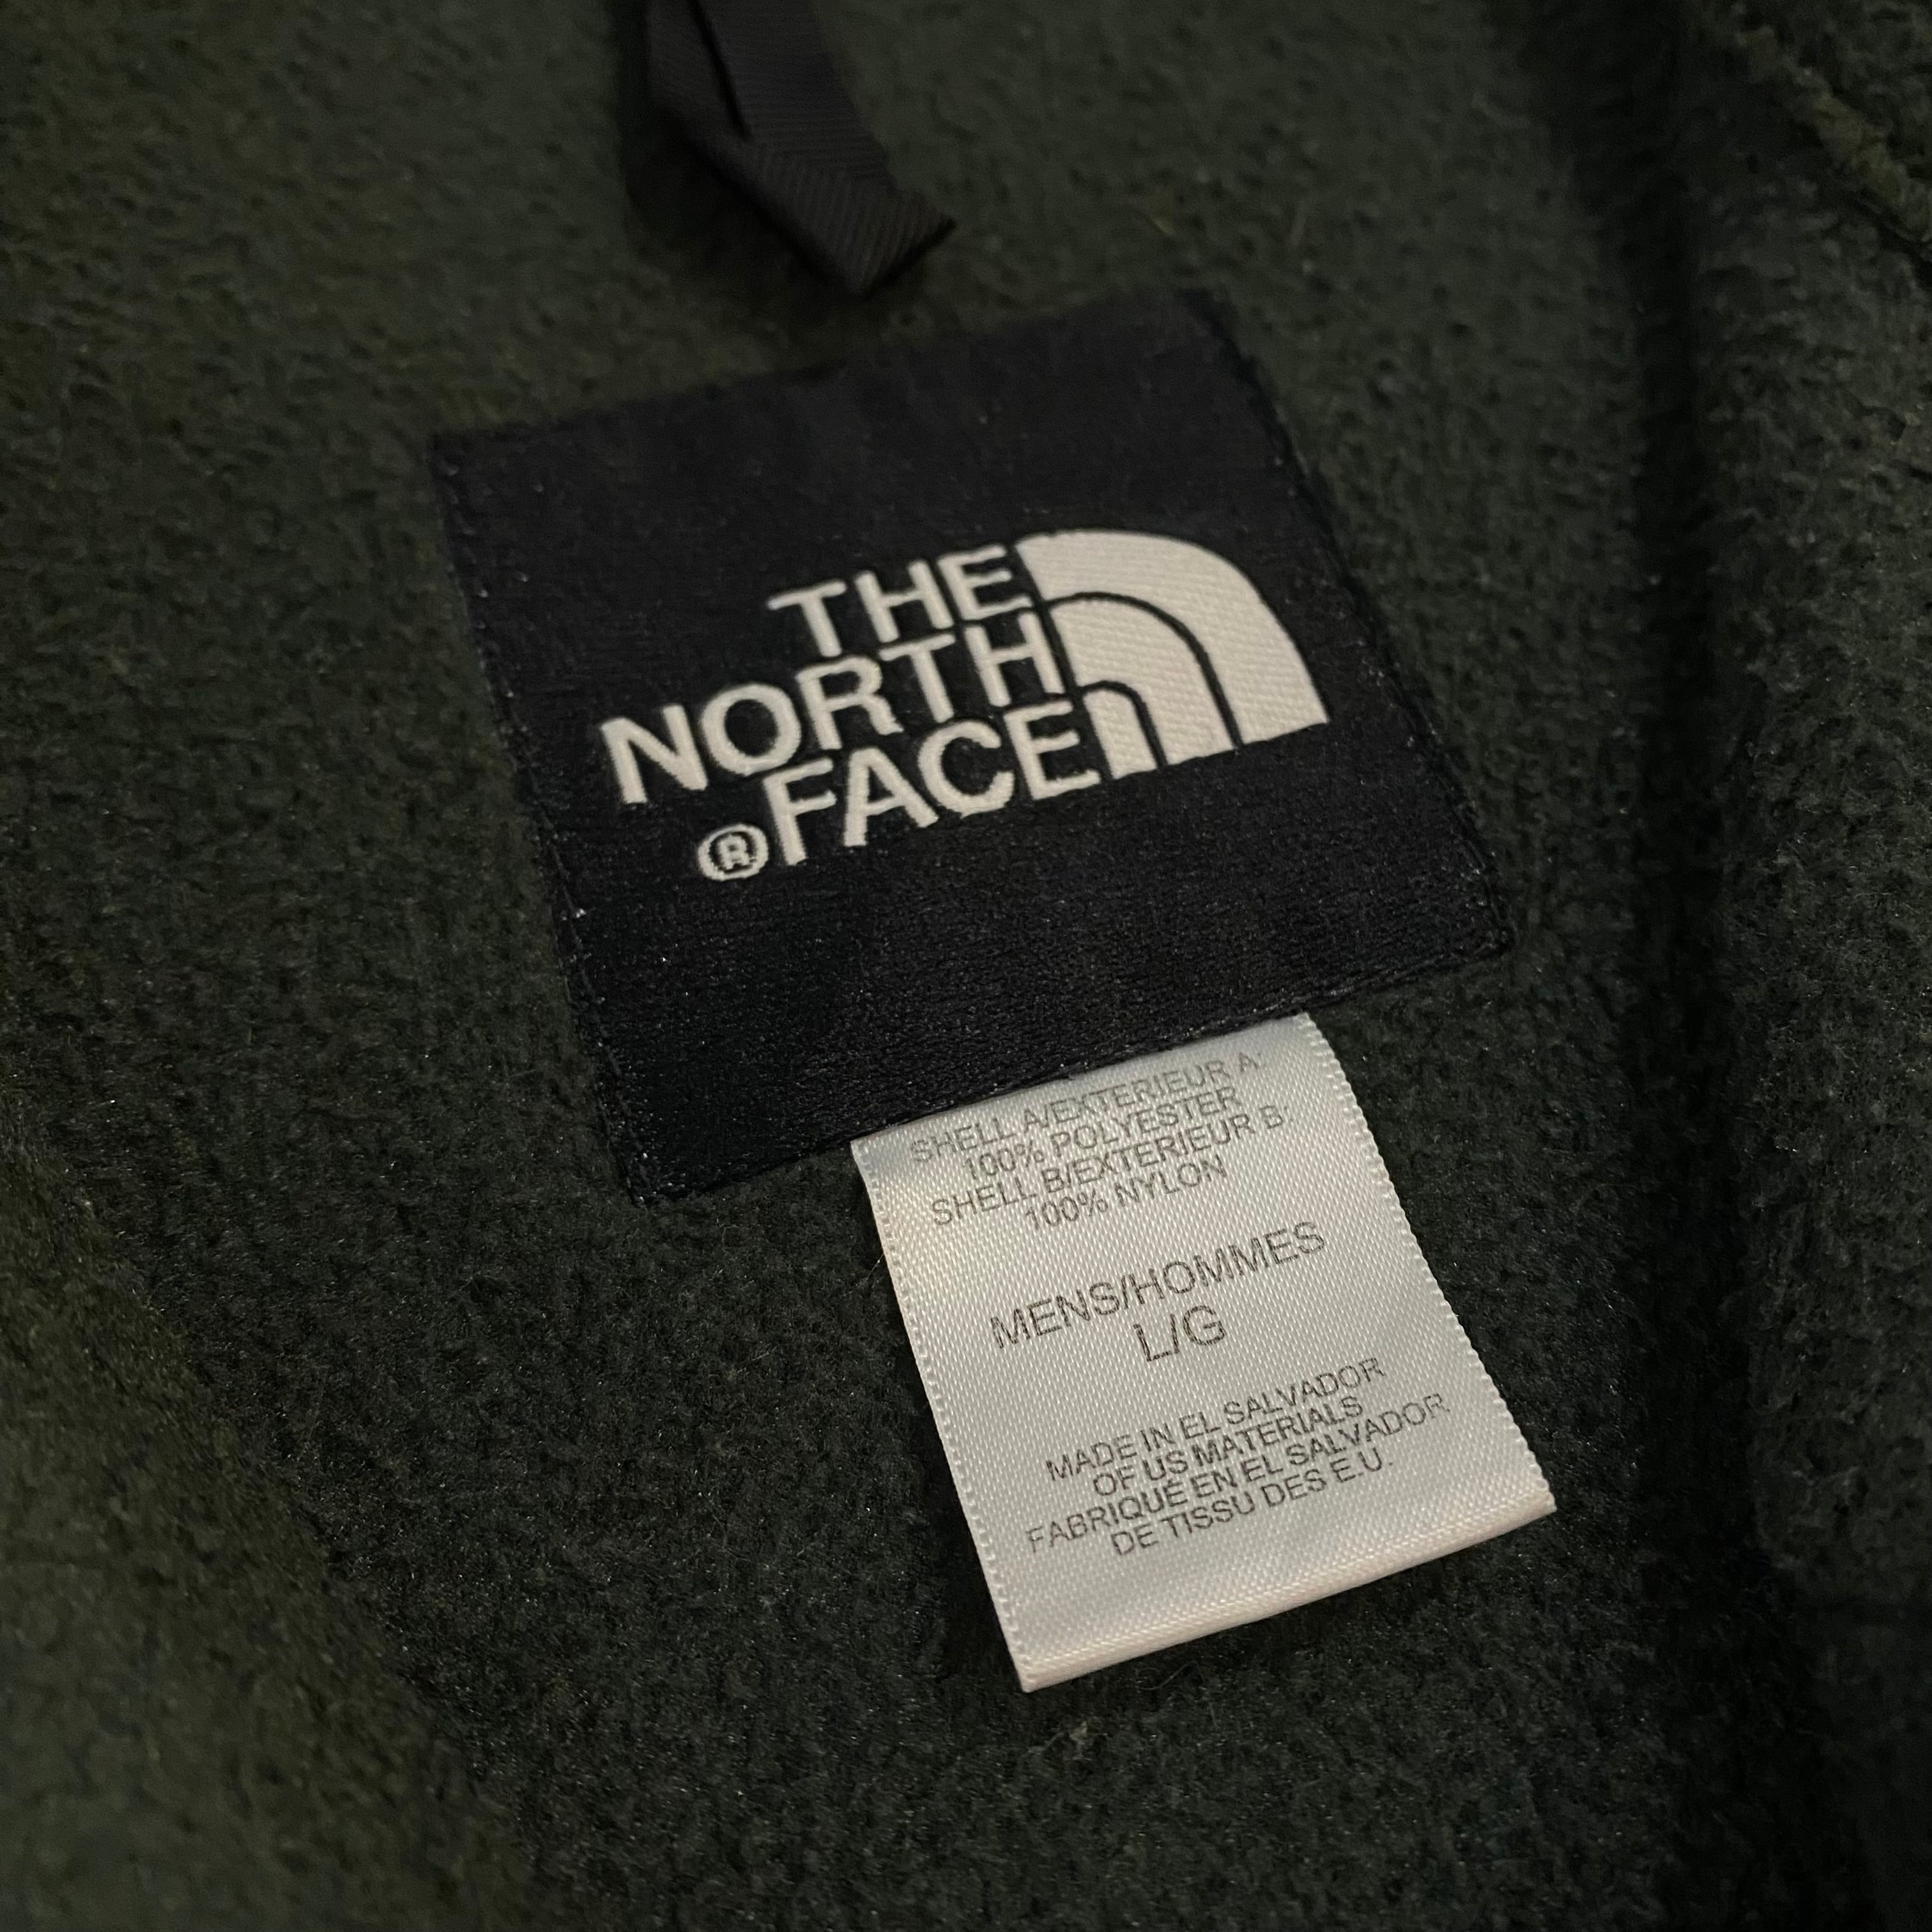 THE
NORTH
FACE
®
SHELL A/EXTERIEUR A:
100% POLYESTER
SHELL B/EXTERIEUR B:
100% NYLON
MENS/HOMMES
L/G
MADE IN EL SALVADOR
OF US MATERIALS
FABRIQUÉ EN EL SALVADOR
DE TISSU DES E.U.